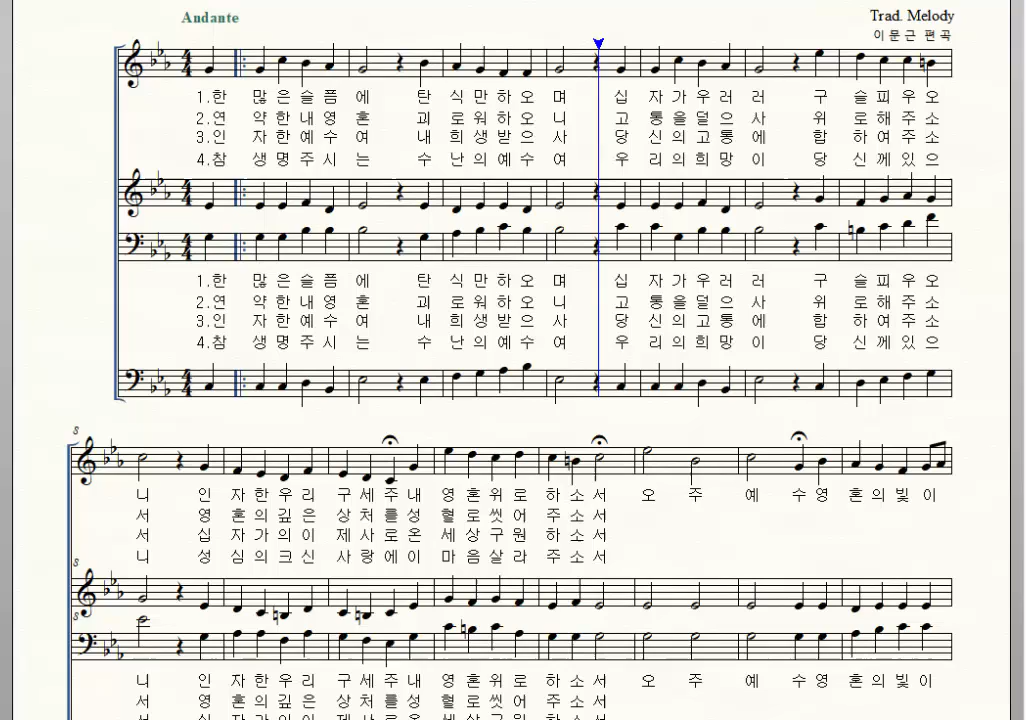 Andante
Trad. Melody
이 문 근 편 곡
1.한 많은슬픔에 탄 식만하오며 십 자가우러러 구 슬피우오
2.연 약한내영혼 괴 로워하오니 고 통을덜으사 위 로해주소
3.인 자한예수여 내 희생받으사 당 신의고통에 합 하여주소
4.참 생명주시는 수 난의예수여 우 리의희망이 당 신께있으
1.한 많은슬픔에 탄 식만하오며 십 자가우러러 구 슬피우오
2.연 약한내영혼 괴 로워하오니 고 통을덜으사 위 로해주소
3.인 자한예수여 내 희생받으사 당 신의고통에 합 하여주소
4.참 생명주시는 수 난의예수여 우 리의희망이 당 신께있으
니 인 자한우리 구세주내 영혼위로 하소서 오 주 예 수영 혼의빛이
서 영 혼의깊은 상처를성 혈로씻어 주소서
서 십 자가의이 제사로온 세상구원 하소서
니 성 심의크신 사랑에이 마음살라 주소서
니 인 자한우리 구세주내 영혼위로 하소서 오 주 예 수영 혼의빛이
서 영 혼의깊은 상처를성 혈로씻어 주소서